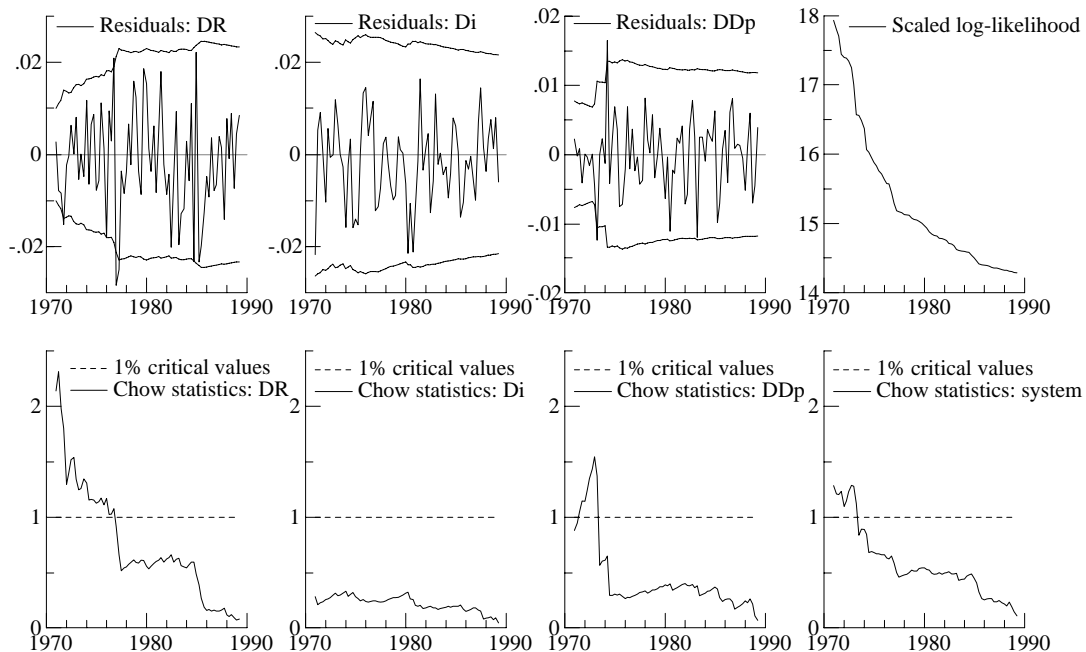 Residuals: DR
.02
0
-.02
1970 1980 1990
Residuals: Di
.02
0
-.02
1970 1980 1990
Residuals: DDp
.02
.01
0
-.01
-.02
1970 1980 1990
Scaled log-likelihood
18
17
16
15
14
1970 1980 1990
1% critical values
Chow statistics: DR
2
1
0
1970 1980 1990
1% critical values
Chow statistics: Di
2
1
0
1970 1980 1990
1% critical values
Chow statistics: DDp
2
1
0
1970 1980 1990
1% critical values
Chow statistics: system
2
1
0
1970 1980 1990